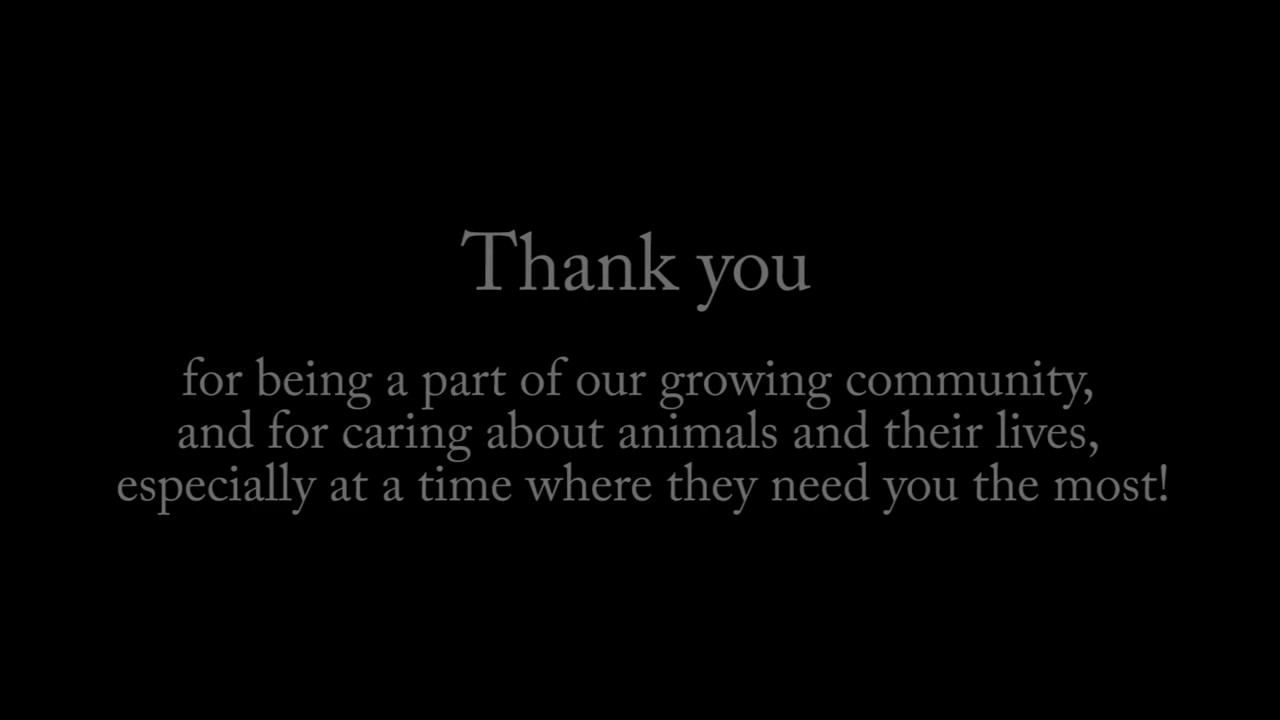 Thank you
for being a part of our growing community,
and for caring about animals and their lives,
especially at a time where they need you the most!